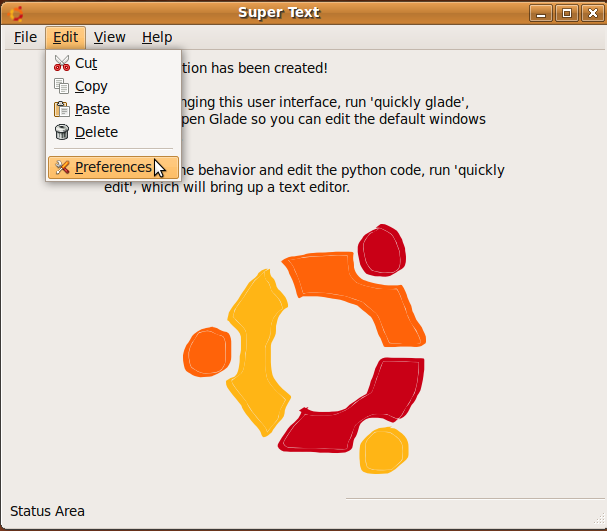 Super Text
File Edit View Help
Cut
Copy
Paste
Delete
Preferences
tion has been created!
nging this user interface, run 'quickly glade',
pen Glade so you can edit the default windows
e behavior and edit the python code, run 'quickly
edit', which will bring up a text editor.
Status Area